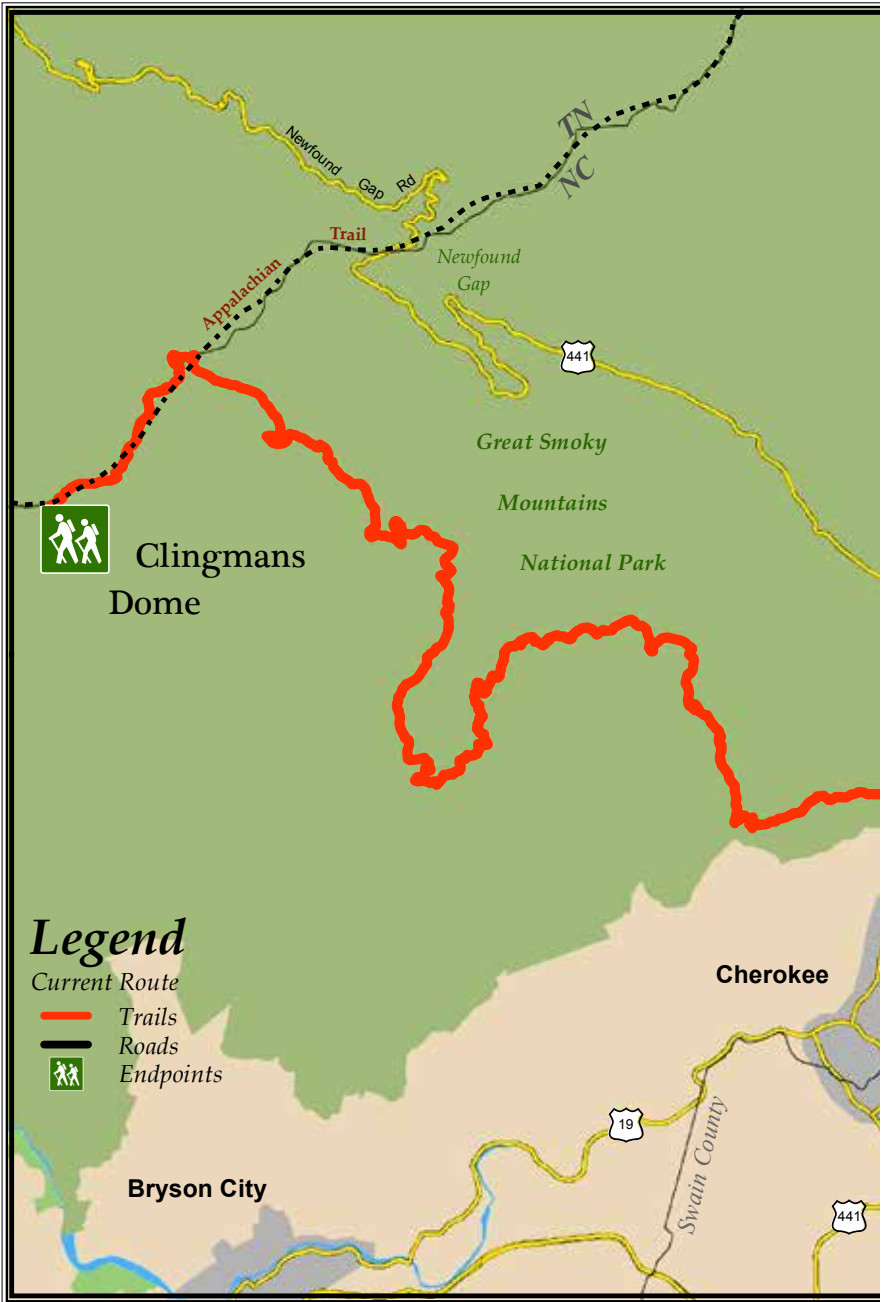 TN
NC
Newfound Gap Rd
Appalachian Trail
Newfound
Gap
441
Great Smoky
Mountains
National Park
Clingmans
Dome
Legend
Current Route
Trails
Roads
Endpoints
Cherokee
19
Swain County
Bryson City
441